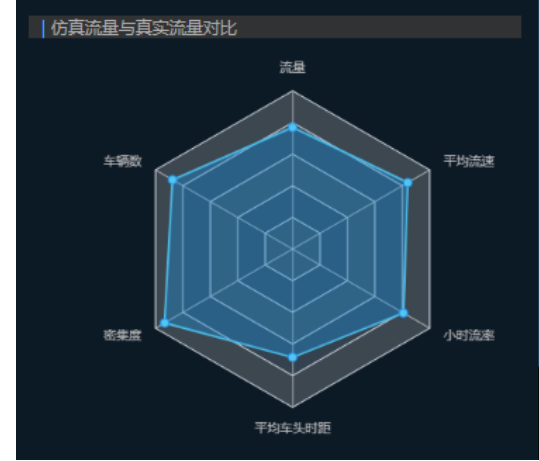 仿真流量与真实流量对比
流量
车辆数
平均流速
密集度
小时流率
平均车头时距